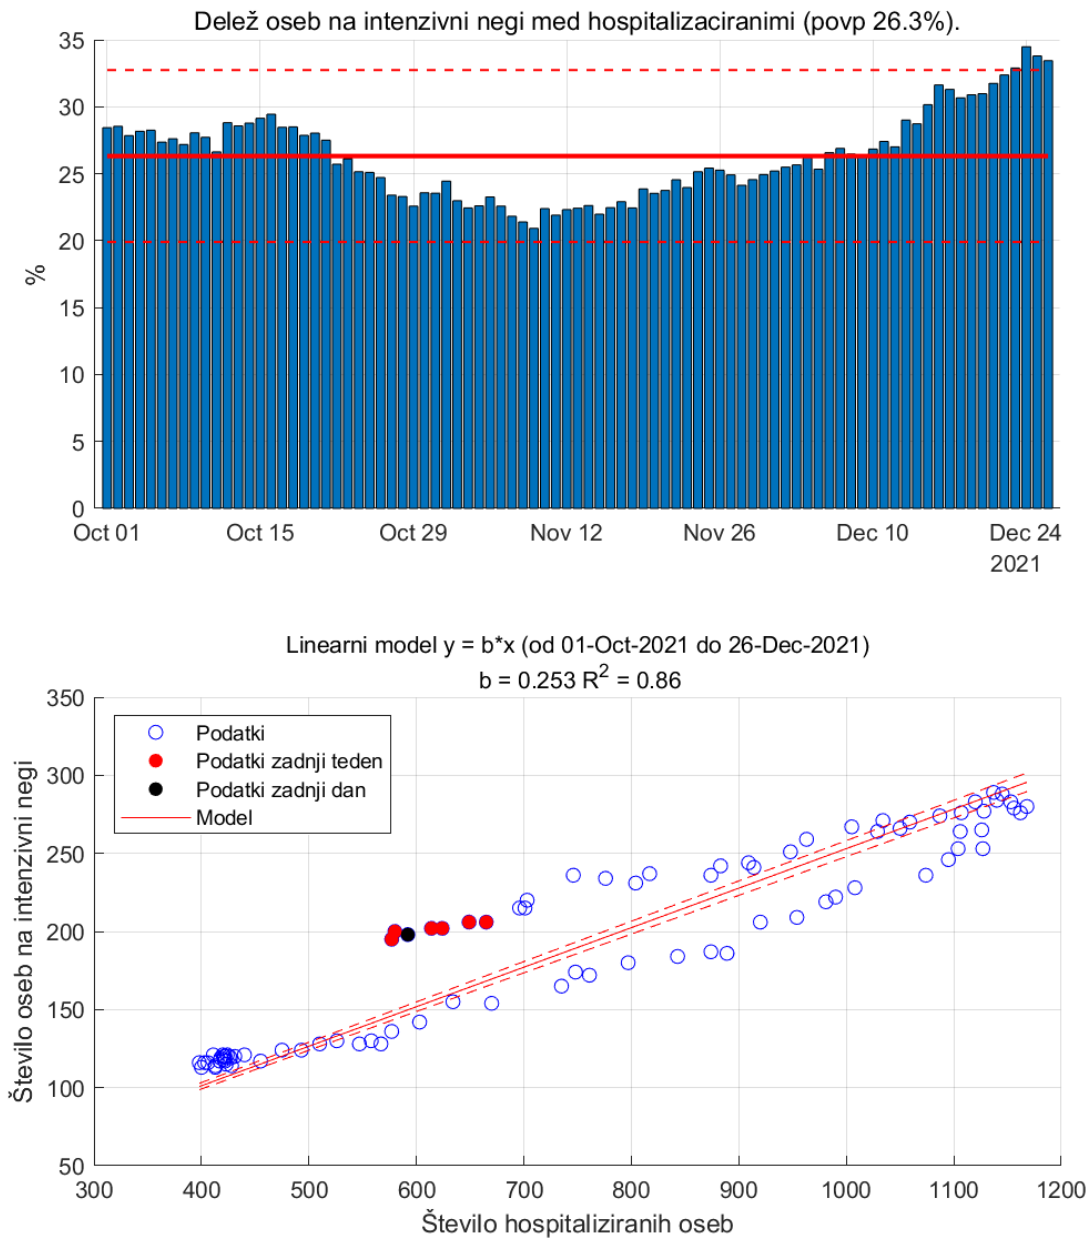 Delež oseb na intenzivni negi med hospitalizaciranimi (povp 26.3%).
35
30
25
20
15
10
5
0
%
Oct 01 Oct 15 Oct 29 Nov 12 Nov 26 Dec 10 Dec 24
2021
Linearni model y = b*x (od 01-Oct-2021 do 26-Dec-2021)
b = 0.253 R² = 0.86
350
300
250
200
150
100
50
Število oseb na intenzivni negi
Podatki
Podatki zadnji teden
Podatki zadnji dan
Model
300 400 500 600 700 800 900 1000 1100 1200
Število hospitaliziranih oseb